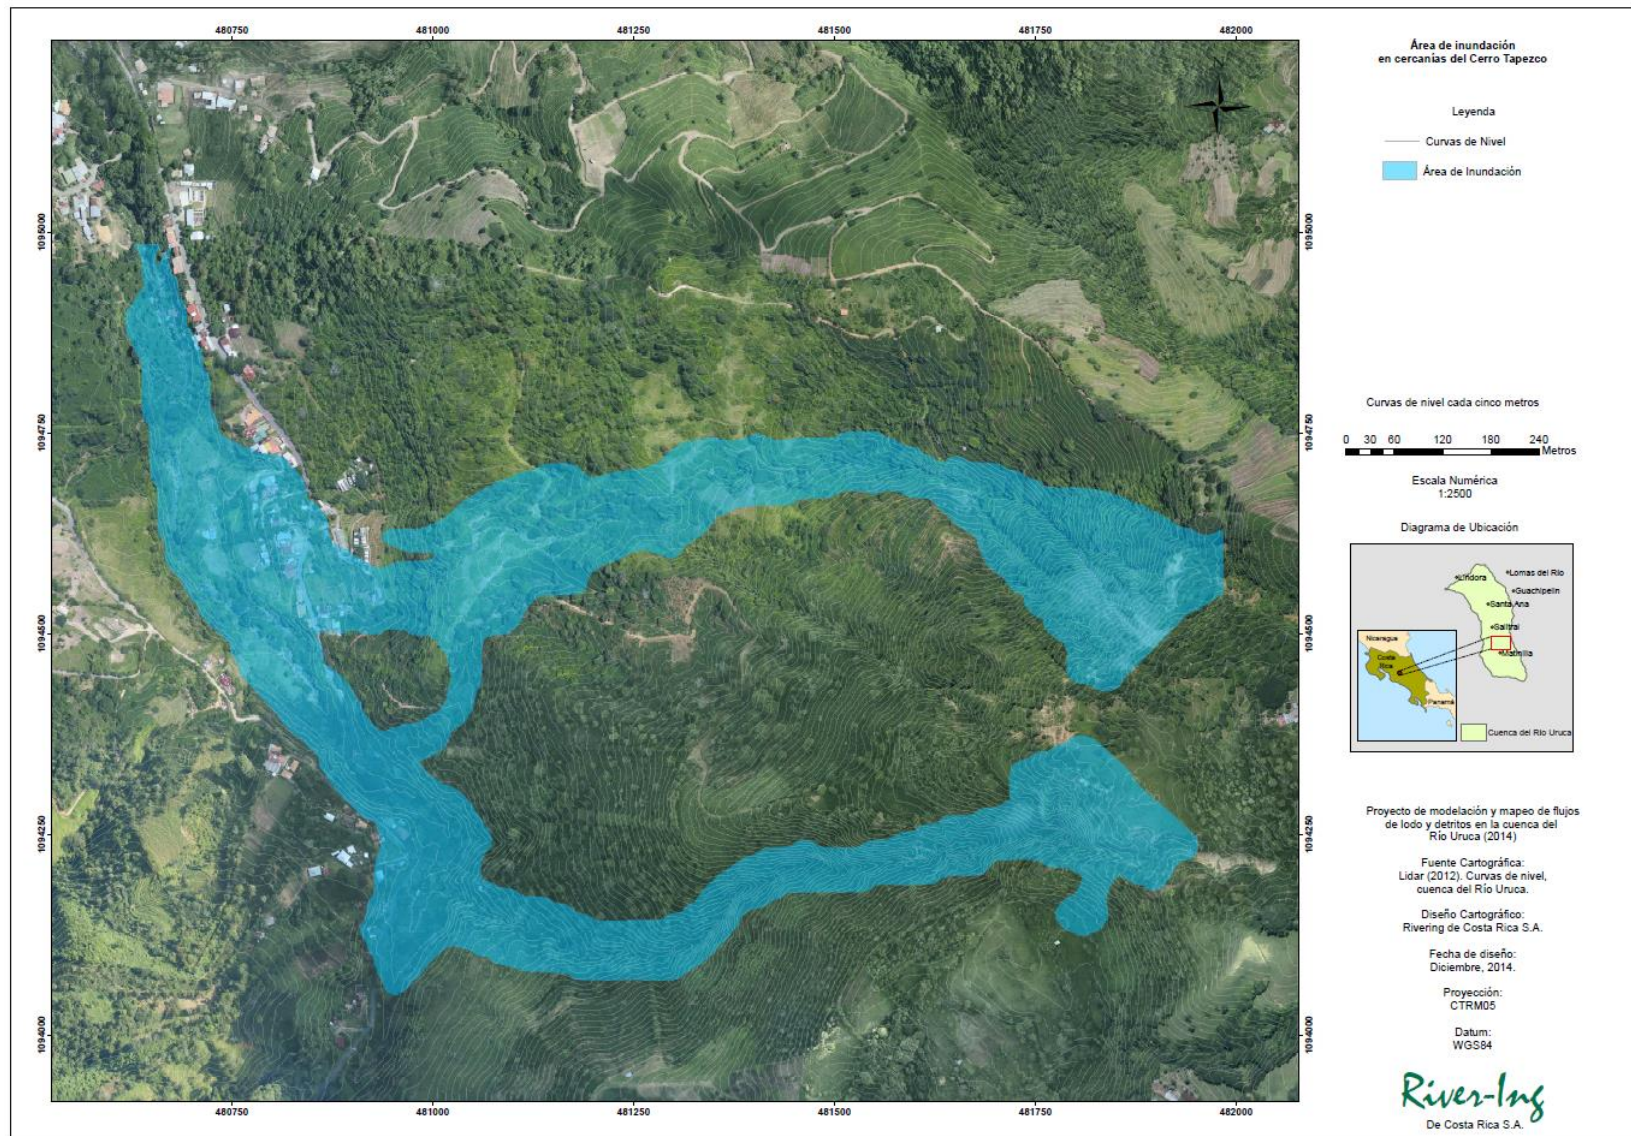 480750 481000 481250 481500 481750 482000
1095000
1094750
1094500
1094250
1094000
1095000
1094750
1094500
1094250
1094000
480750 481000 481250 481500 481750 482000
Área de inundación
en cercanías del Cerro Tapezco
Leyenda
Curvas de Nivel
Área de Inundación
Curvas de nivel cada cinco metros
0 30 60 120 180 240
Metros
Escala Numérica
1:2500
Diagrama de Ubicación
Lindora
Lomas del Río
Guachipelín
Santa Ana
Salitral
Matinilla
Nicaragua
Costa
Rica
Panamá
Cuenca del Río Uruca
Proyecto de modelación y mapeo de flujos
de lodo y detritos en la cuenca del
Río Uruca (2014)
Fuente Cartográfica:
Lidar (2012). Curvas de nivel,
cuenca del Río Uruca.
Diseño Cartográfico:
Rivering de Costa Rica S.A.
Fecha de diseño:
Diciembre, 2014.
Proyección:
CTRM05
Datum:
WGS84
River-Ing
De Costa Rica S.A.